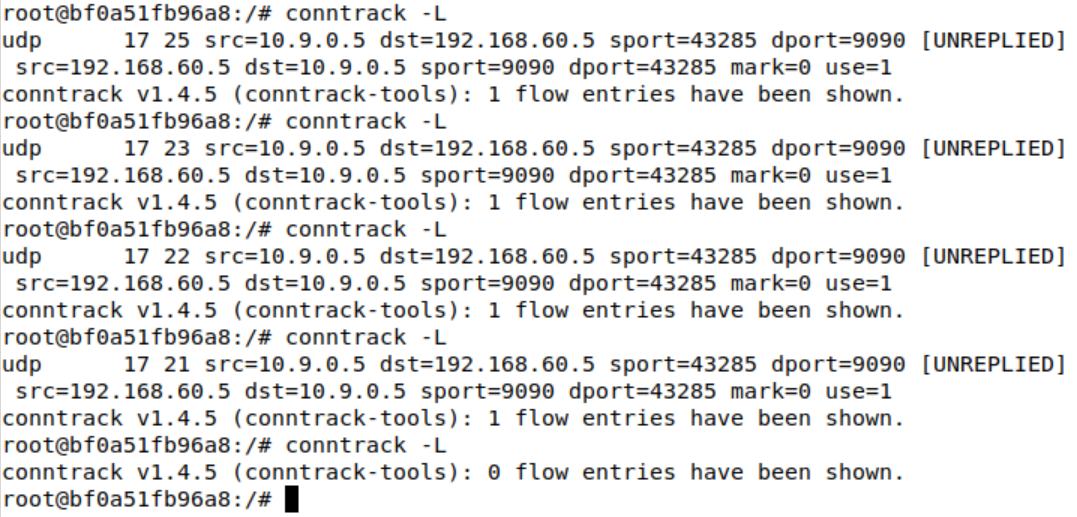 root@bf0a51fb96a8:/# conntrack -L
udp      17 25 src=10.9.0.5 dst=192.168.60.5 sport=43285 dport=9090 [UNREPLIED]
 src=192.168.60.5 dst=10.9.0.5 sport=9090 dport=43285 mark=0 use=1
conntrack v1.4.5 (conntrack-tools): 1 flow entries have been shown.
root@bf0a51fb96a8:/# conntrack -L
udp      17 23 src=10.9.0.5 dst=192.168.60.5 sport=43285 dport=9090 [UNREPLIED]
 src=192.168.60.5 dst=10.9.0.5 sport=9090 dport=43285 mark=0 use=1
conntrack v1.4.5 (conntrack-tools): 1 flow entries have been shown.
root@bf0a51fb96a8:/# conntrack -L
udp      17 22 src=10.9.0.5 dst=192.168.60.5 sport=43285 dport=9090 [UNREPLIED]
 src=192.168.60.5 dst=10.9.0.5 sport=9090 dport=43285 mark=0 use=1
conntrack v1.4.5 (conntrack-tools): 1 flow entries have been shown.
root@bf0a51fb96a8:/# conntrack -L
udp      17 21 src=10.9.0.5 dst=192.168.60.5 sport=43285 dport=9090 [UNREPLIED]
 src=192.168.60.5 dst=10.9.0.5 sport=9090 dport=43285 mark=0 use=1
conntrack v1.4.5 (conntrack-tools): 1 flow entries have been shown.
root@bf0a51fb96a8:/# conntrack -L
conntrack v1.4.5 (conntrack-tools): 0 flow entries have been shown.
root@bf0a51fb96a8:/#